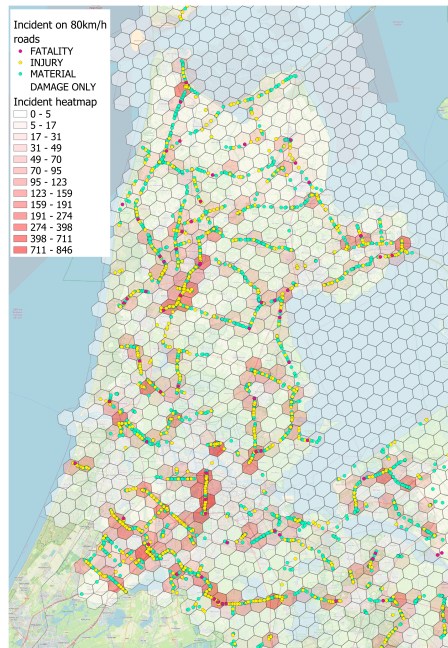 Incident on 80km/h
roads
FATALITY
INJURY
MATERIAL
DAMAGE ONLY
Incident heatmap
0 - 5
5 - 17
17 - 31
31 - 49
49 - 70
70 - 95
95 - 123
123 - 159
159 - 191
191 - 274
274 - 398
398 - 711
711 - 846